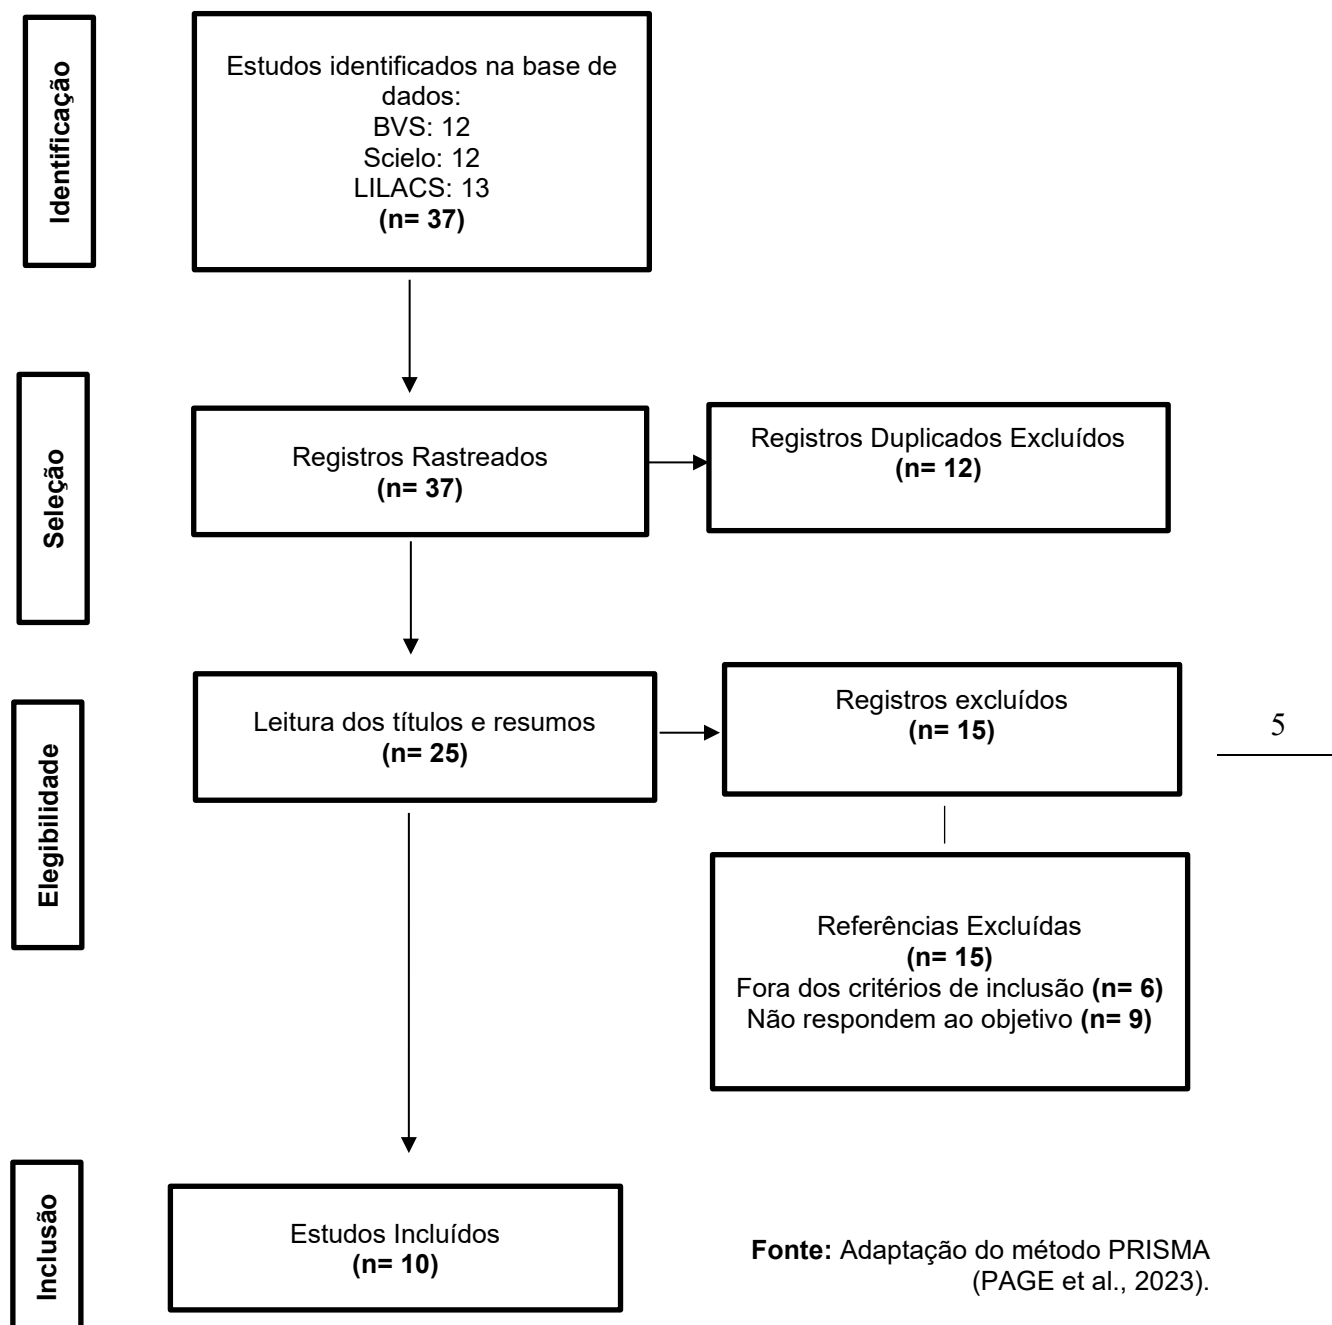 Identificação
Estudos identificados na base de
dados:
BVS: 12
Scielo: 12
LILACS: 13
(n= 37)
Seleção
Registros Rastreados
(n= 37)
Registros Duplicados Excluídos
(n= 12)
Elegibilidade
Leitura dos títulos e resumos
(n= 25)
Registros excluídos
(n= 15)
5
Referências Excluídas
(n= 15)
Fora dos critérios de inclusão (n= 6)
Não respondem ao objetivo (n= 9)
Inclusão
Estudos Incluídos
(n= 10)
Fonte: Adaptação do método PRISMA
(PAGE et al., 2023).